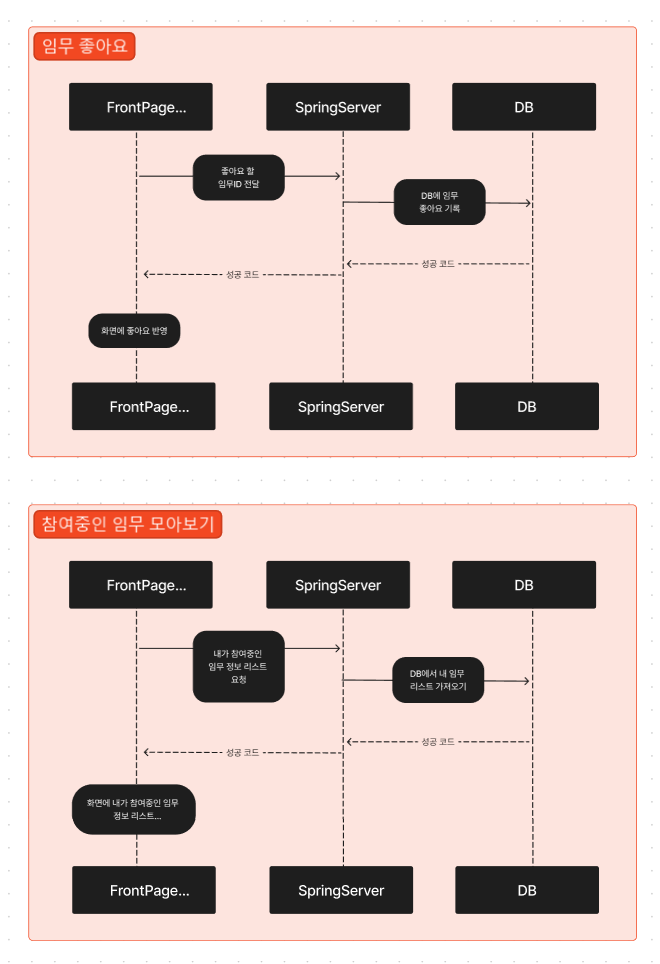 임무 좋아요
FrontPage...
SpringServer
DB
좋아요 할
임무ID 전달
DB에 임무
좋아요 기록
성공 코드
성공 코드
화면에 좋아요 반영
FrontPage...
SpringServer
DB
참여중인 임무 모아보기
FrontPage...
SpringServer
DB
내가 참여중인
임무 정보 리스트
요청
DB에서 내 임무
리스트 가져오기
성공 코드
성공 코드
화면에 내가 참여중인 임무
정보 리스트...
FrontPage...
SpringServer
DB